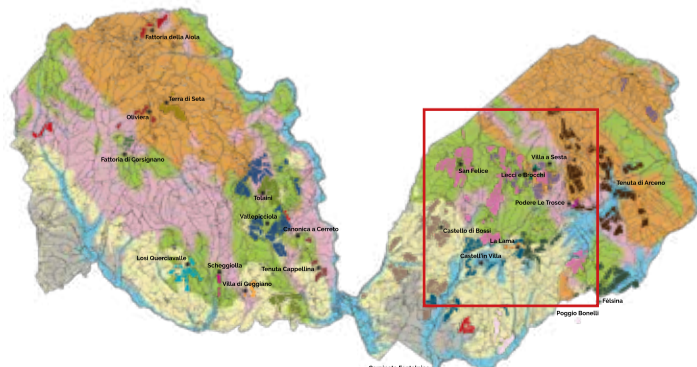 Fattoria della Aiola
Terra di Seta
Oliviera
Fattoria di Corsignano
Tolaini
Vallepicciola
Canonica a Cerreto
Losi Querciavalle
Scheggiolla
Tenuta Cappellina
Villa di Geggiano
Villa a Sesta
San Felice
Lecci e Brocchi
Tenuta di Arceno
Podere Le Trosce
Castello di Bossi
La Lama
Castell'in Villa
Fèlsina
Poggio Bonelli